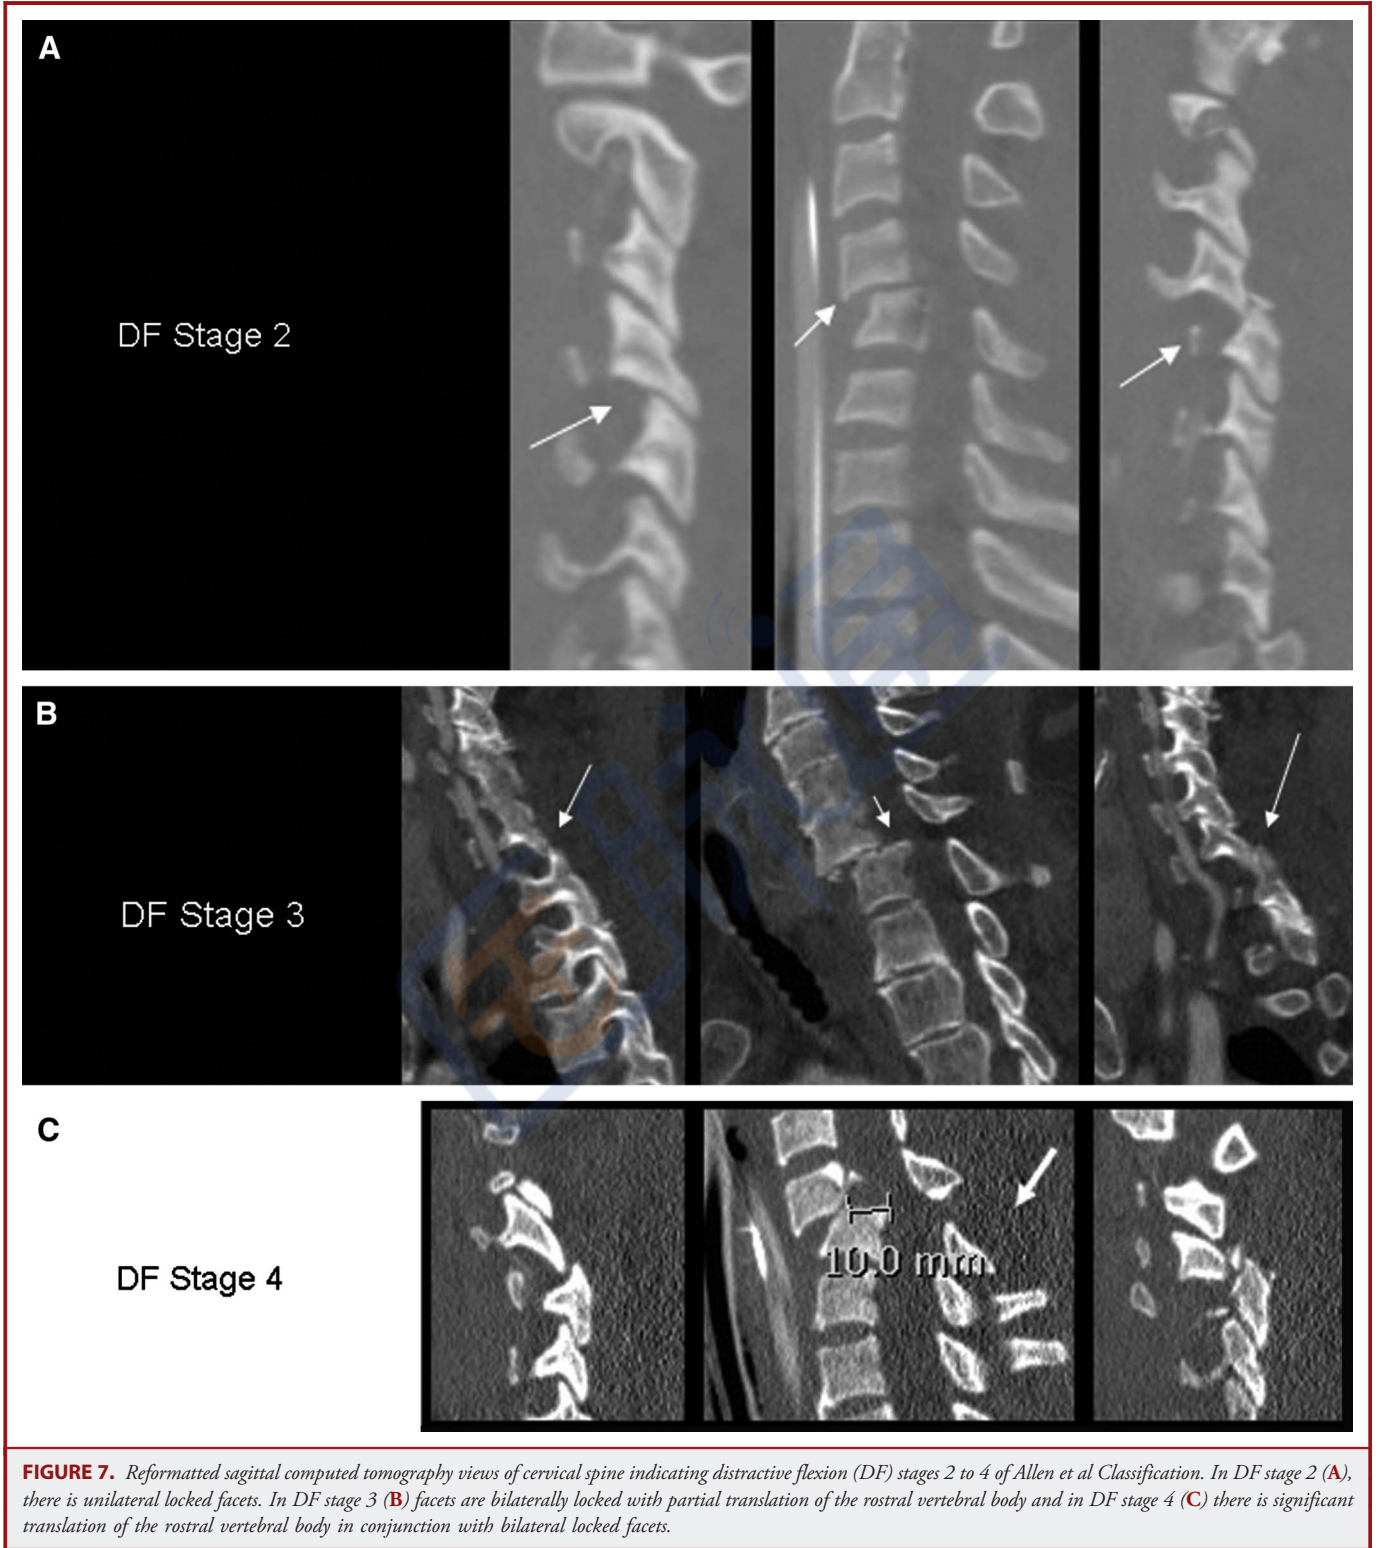 A
DF Stage 2
B
DF Stage 3
C
DF Stage 4
10.0 mm
FIGURE 7. Reformatted sagittal computed tomography views of cervical spine indicating distractive flexion (DF) stages 2 to 4 of Allen et al Classification. In DF stage 2 (A),
there is unilateral locked facets. In DF stage 3 (B) facets are bilaterally locked with partial translation of the rostral vertebral body and in DF stage 4 (C) there is significant
translation of the rostral vertebral body in conjunction with bilateral locked facets.